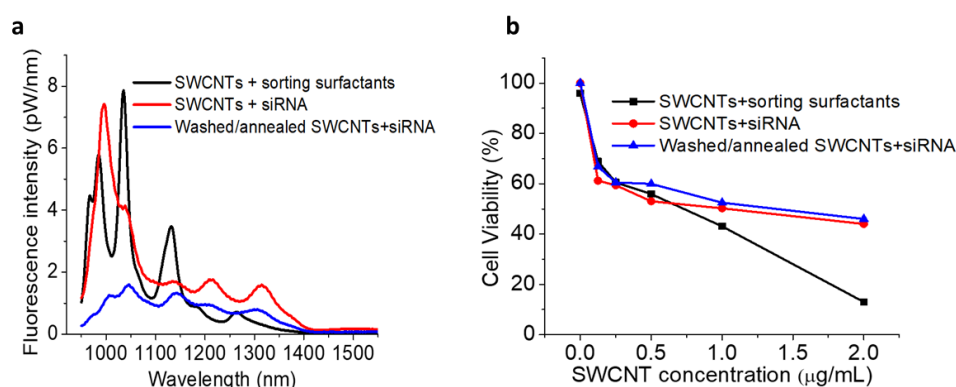 a
Fluorescence intensity (pW/nm)
8
6
4
2
0
SWCNTs + sorting surfactants
SWCNTs + siRNA
Washed/annealed SWCNTs+siRNA
1000 1100 1200 1300 1400 1500
Wavelength (nm)
b
Cell Viability (%)
100
80
60
40
20
0
SWCNTs+sorting surfactants
SWCNTs+siRNA
Washed/annealed SWCNTs+siRNA
0.0 0.5 1.0 2.0
SWCNT concentration (μg/mL)